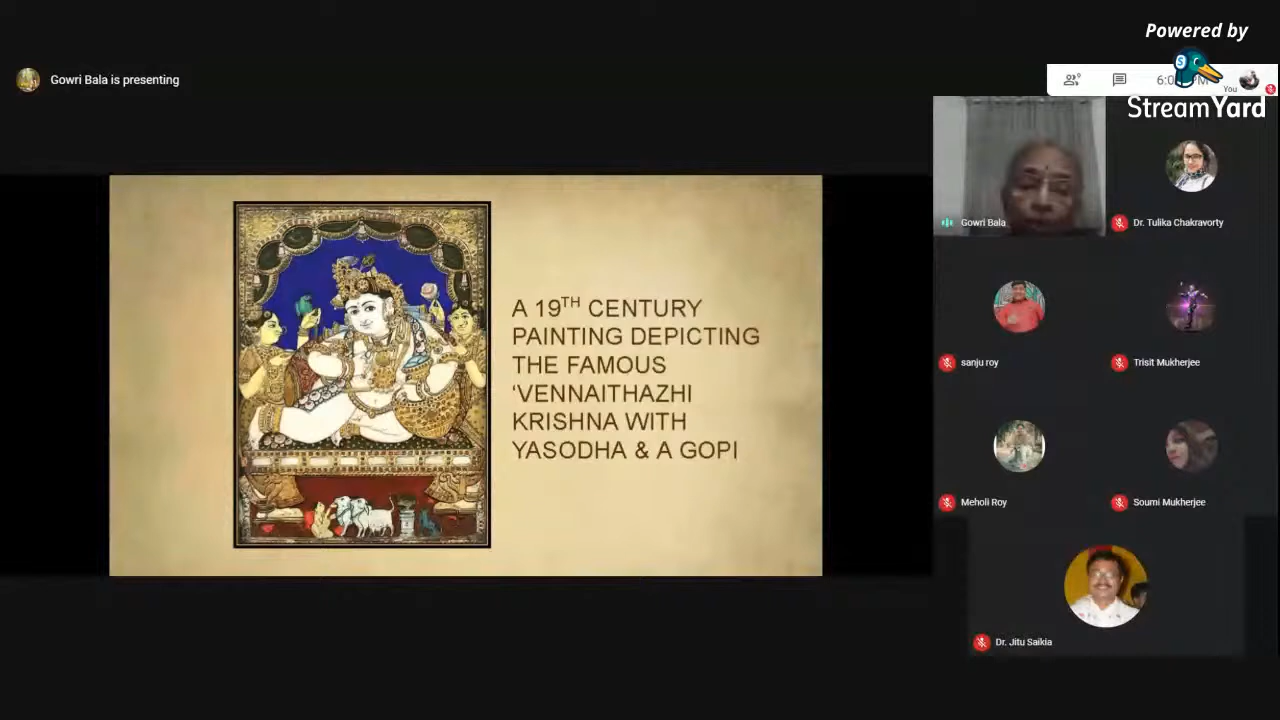 Powered by
StreamYard
Gowri Bala is presenting
You
A 19TH CENTURY
PAINTING DEPICTING
THE FAMOUS
‘VENNAITHAZHI
KRISHNA WITH
YASODHA & A GOPI
Gowri Bala
Dr. Tulika Chakravorty
sanju roy
Trisit Mukherjee
Meholi Roy
Soumi Mukherjee
Dr. Jitu Saikia